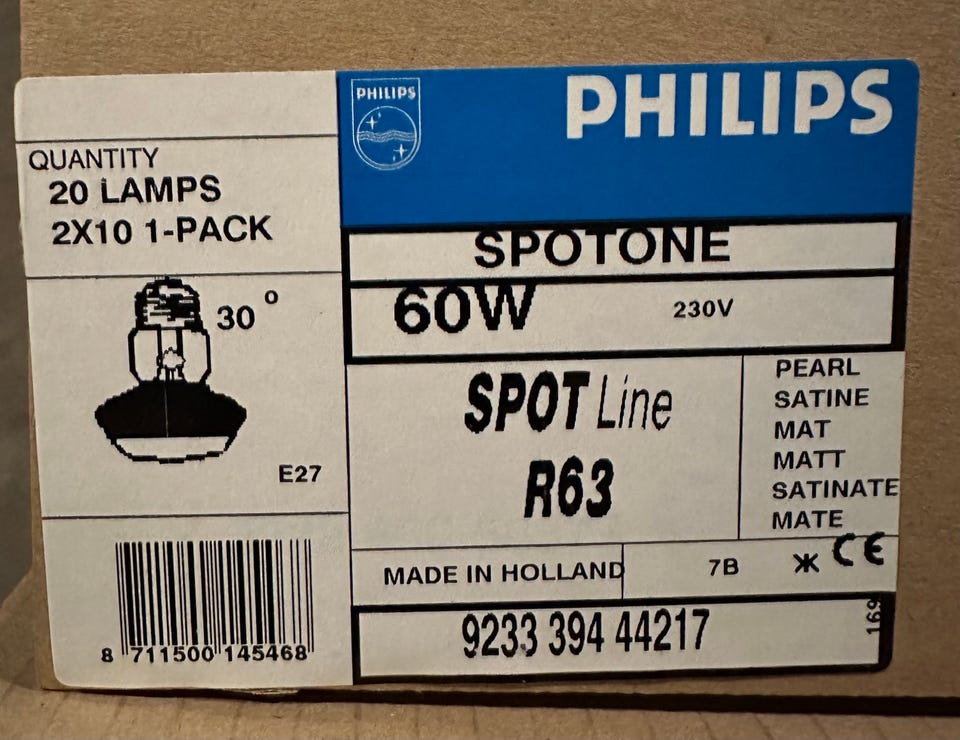 PHILIPS
PHILIPS
QUANTITY
20 LAMPS
2X10 1-PACK
SPOTONE
60W 230V
30°
E27
SPOT Line
R63
PEARL
SATINE
MAT
MATT
SATINATE
MATE
MADE IN HOLLAND
7B Ж CE
9233 394 44217
169
8 711500 145468